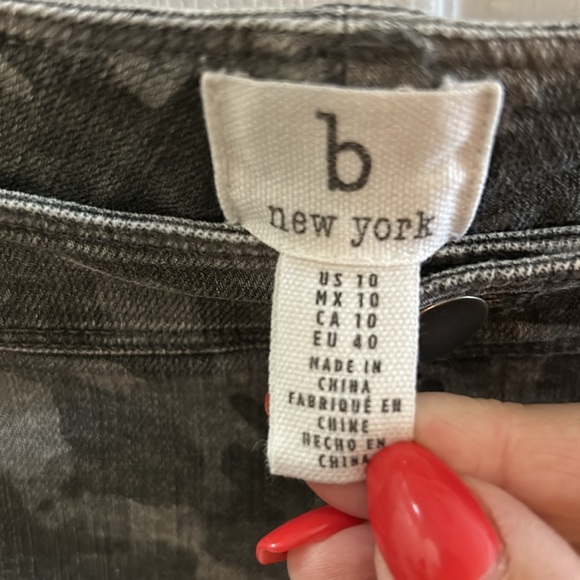 b
new york
US 10
MX 10
CA 10
EU 40
MADE IN
CHINA
FABRIQUÉ EN
CHINE
HECHO EN
CHINA